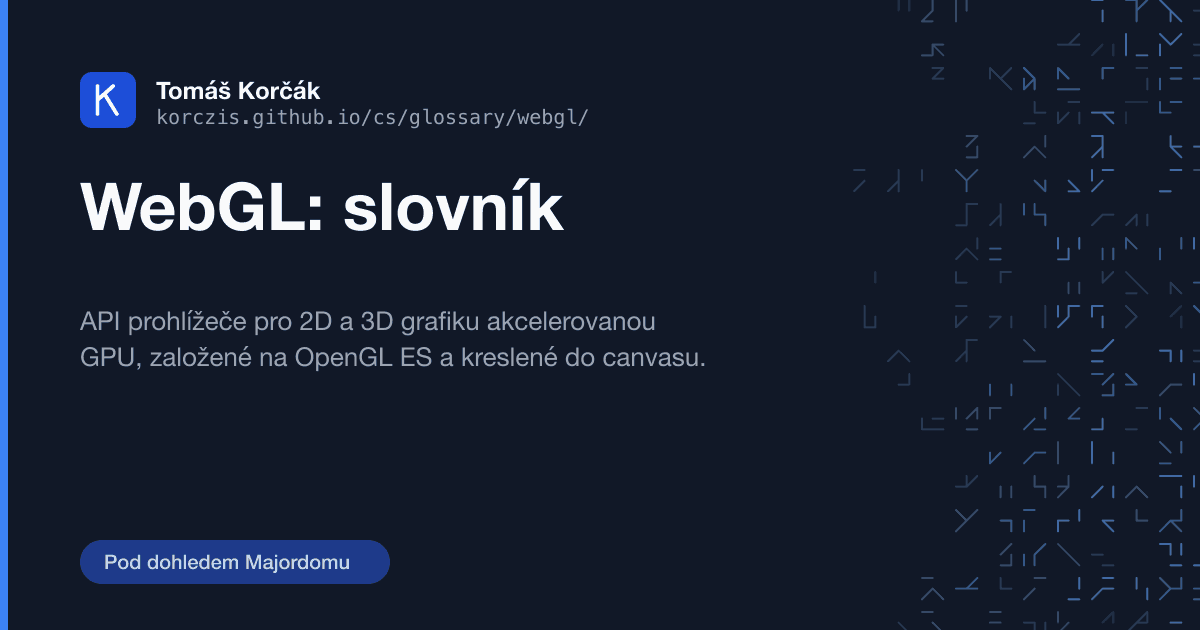 K
Tomáš Korčák
korczis.github.io/cs/glossary/webgl/
WebGL: slovník
API prohlížeče pro 2D a 3D grafiku akcelerovanou
GPU, založené na OpenGL ES a kreslené do canvasu.
Pod dohledem Majordomu